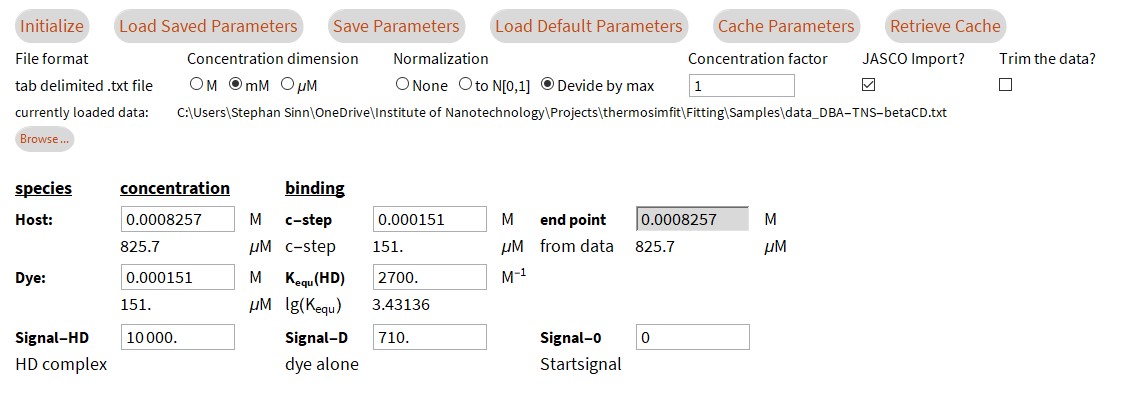 Initialize Load Saved Parameters Save Parameters Load Default Parameters Cache Parameters Retrieve Cache
File format Concentration dimension Normalization Concentration factor JASCO Import? Trim the data?
tab delimited .txt file M mM μM None to N[0,1] Devide by max 1
currently loaded data: C:\Users\Stephan Sinn\OneDrive\Institute of Nanotechnology\Projects\thermosimfit\Fitting\Samples\data_DBA-TNS-betaCD.txt
Browse...
species concentration binding
Host: 0.0008257 M c-step 0.000151 M end point 0.0008257 M
825.7 μM c-step 151. μM from data 825.7 μM
Dye: 0.000151 M Kequ(HD) 2700. M⁻¹
151. μM lg(Kequ) 3.43136
Signal-HD 10 000. Signal-D 710. Signal-0 0
HD complex dye alone Startsignal